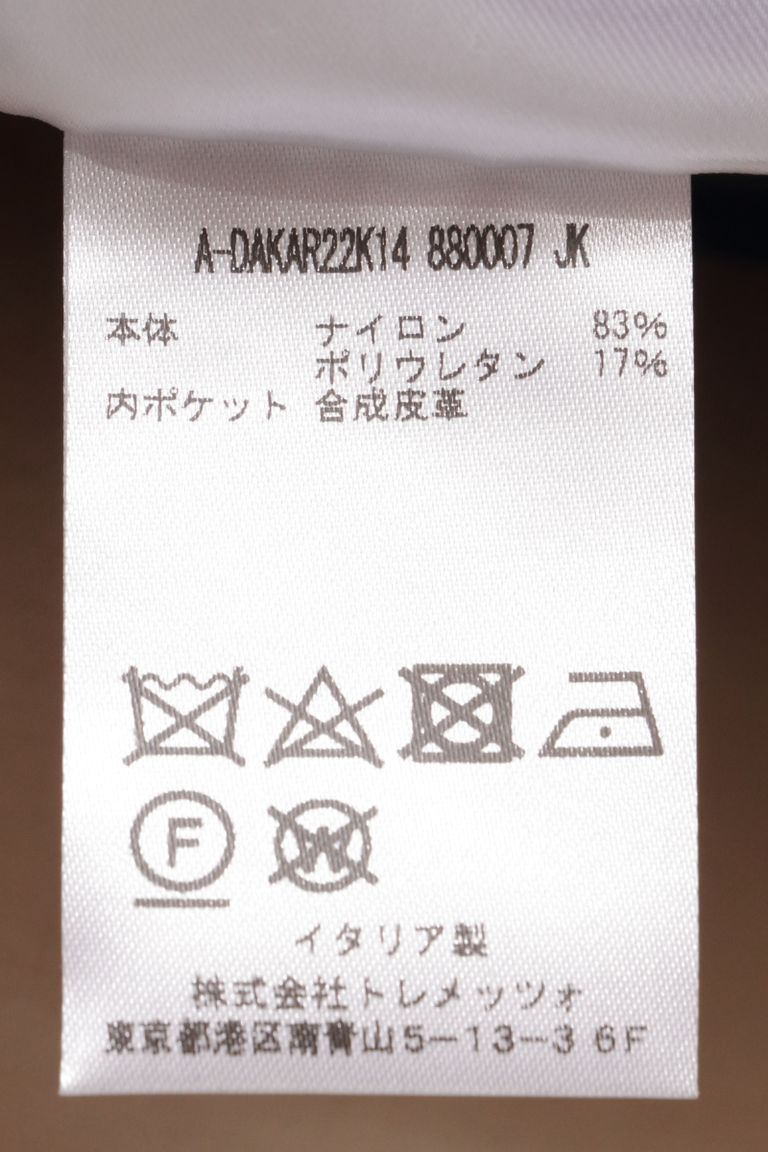 A-DAKAR22K14 880007 JK
本体 ナイロン 83%
ポリウレタン 17%
内ポケット 合成皮革
F W
イタリア製
株式会社トレメッツォ
東京都港区南青山5-13-3 6F